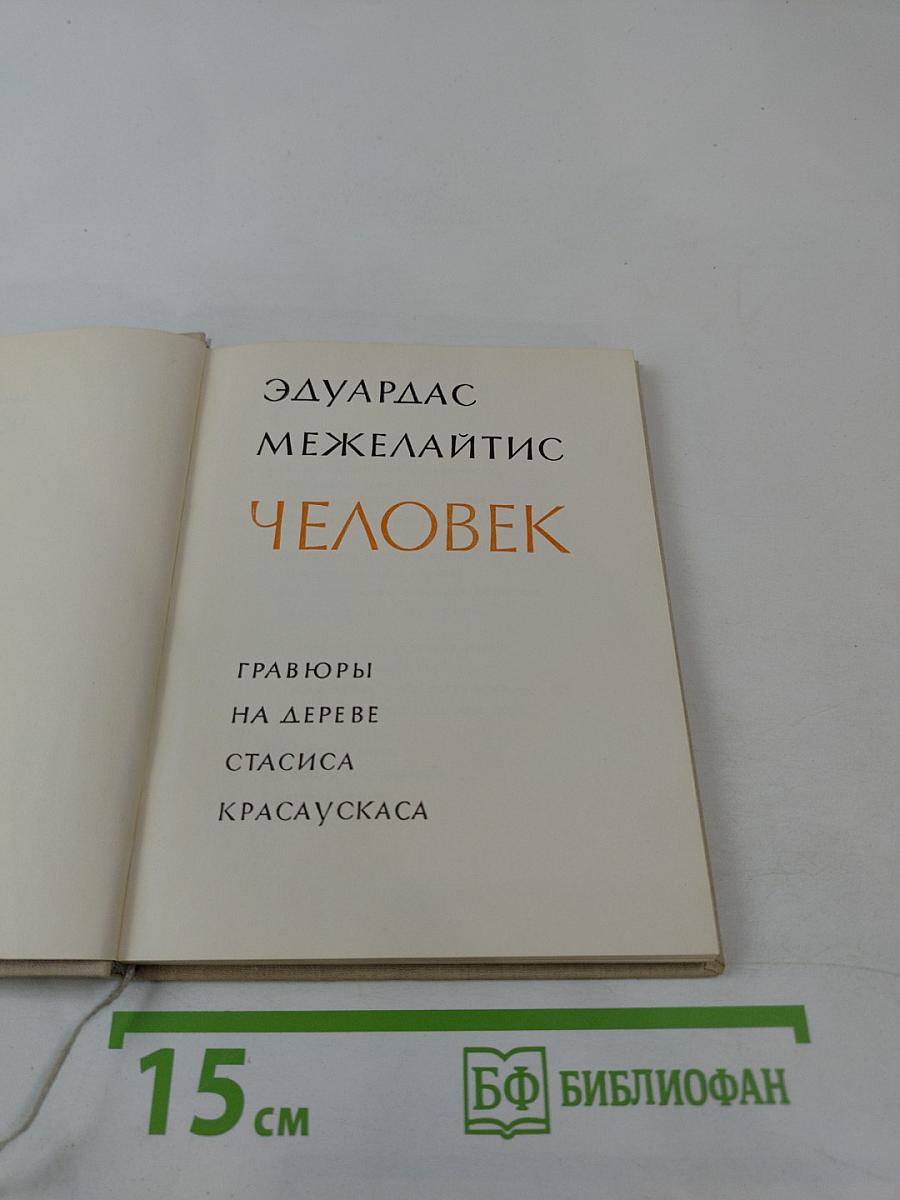 ЭДУАРДАС
МЕЖЕЛАЙТИС
ЧЕЛОВЕК
ГРАВЮРЫ
НА ДЕРЕВЕ
СТАСИСА
КРАСАУСКАСА
15 см
БФ БИБЛИОФАН